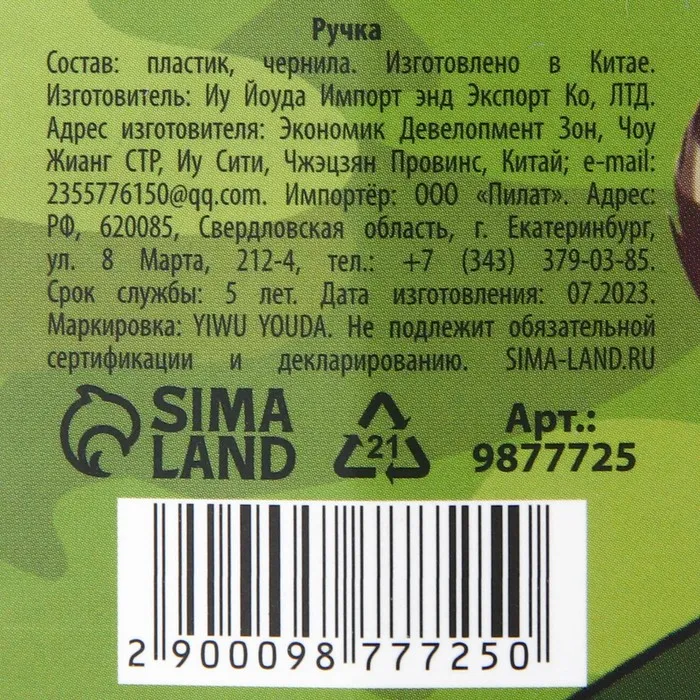 Ручка
Состав: пластик, чернила. Изготовлено в Китае.
Изготовитель: Иу Йоуда Импорт энд Экспорт Ко, ЛТД.
Адрес изготовителя: Экономик Девелопмент Зон, Чоу
Жианг СТР, Иу Сити, Чжэцзян Провинс, Китай; e-mail:
2355776150@qq.com. Импортёр: ООО «Пилат». Адрес:
РФ, 620085, Свердловская область, г. Екатеринбург,
ул. 8 Марта, 212-4, тел.: +7 (343) 379-03-85.
Срок службы: 5 лет. Дата изготовления: 07.2023.
Маркировка: YIWU YOUDA. Не подлежит обязательной
сертификации и декларированию. SIMA-LAND.RU
SIMA
LAND
21
Арт.:
9877725
2 900098 777250